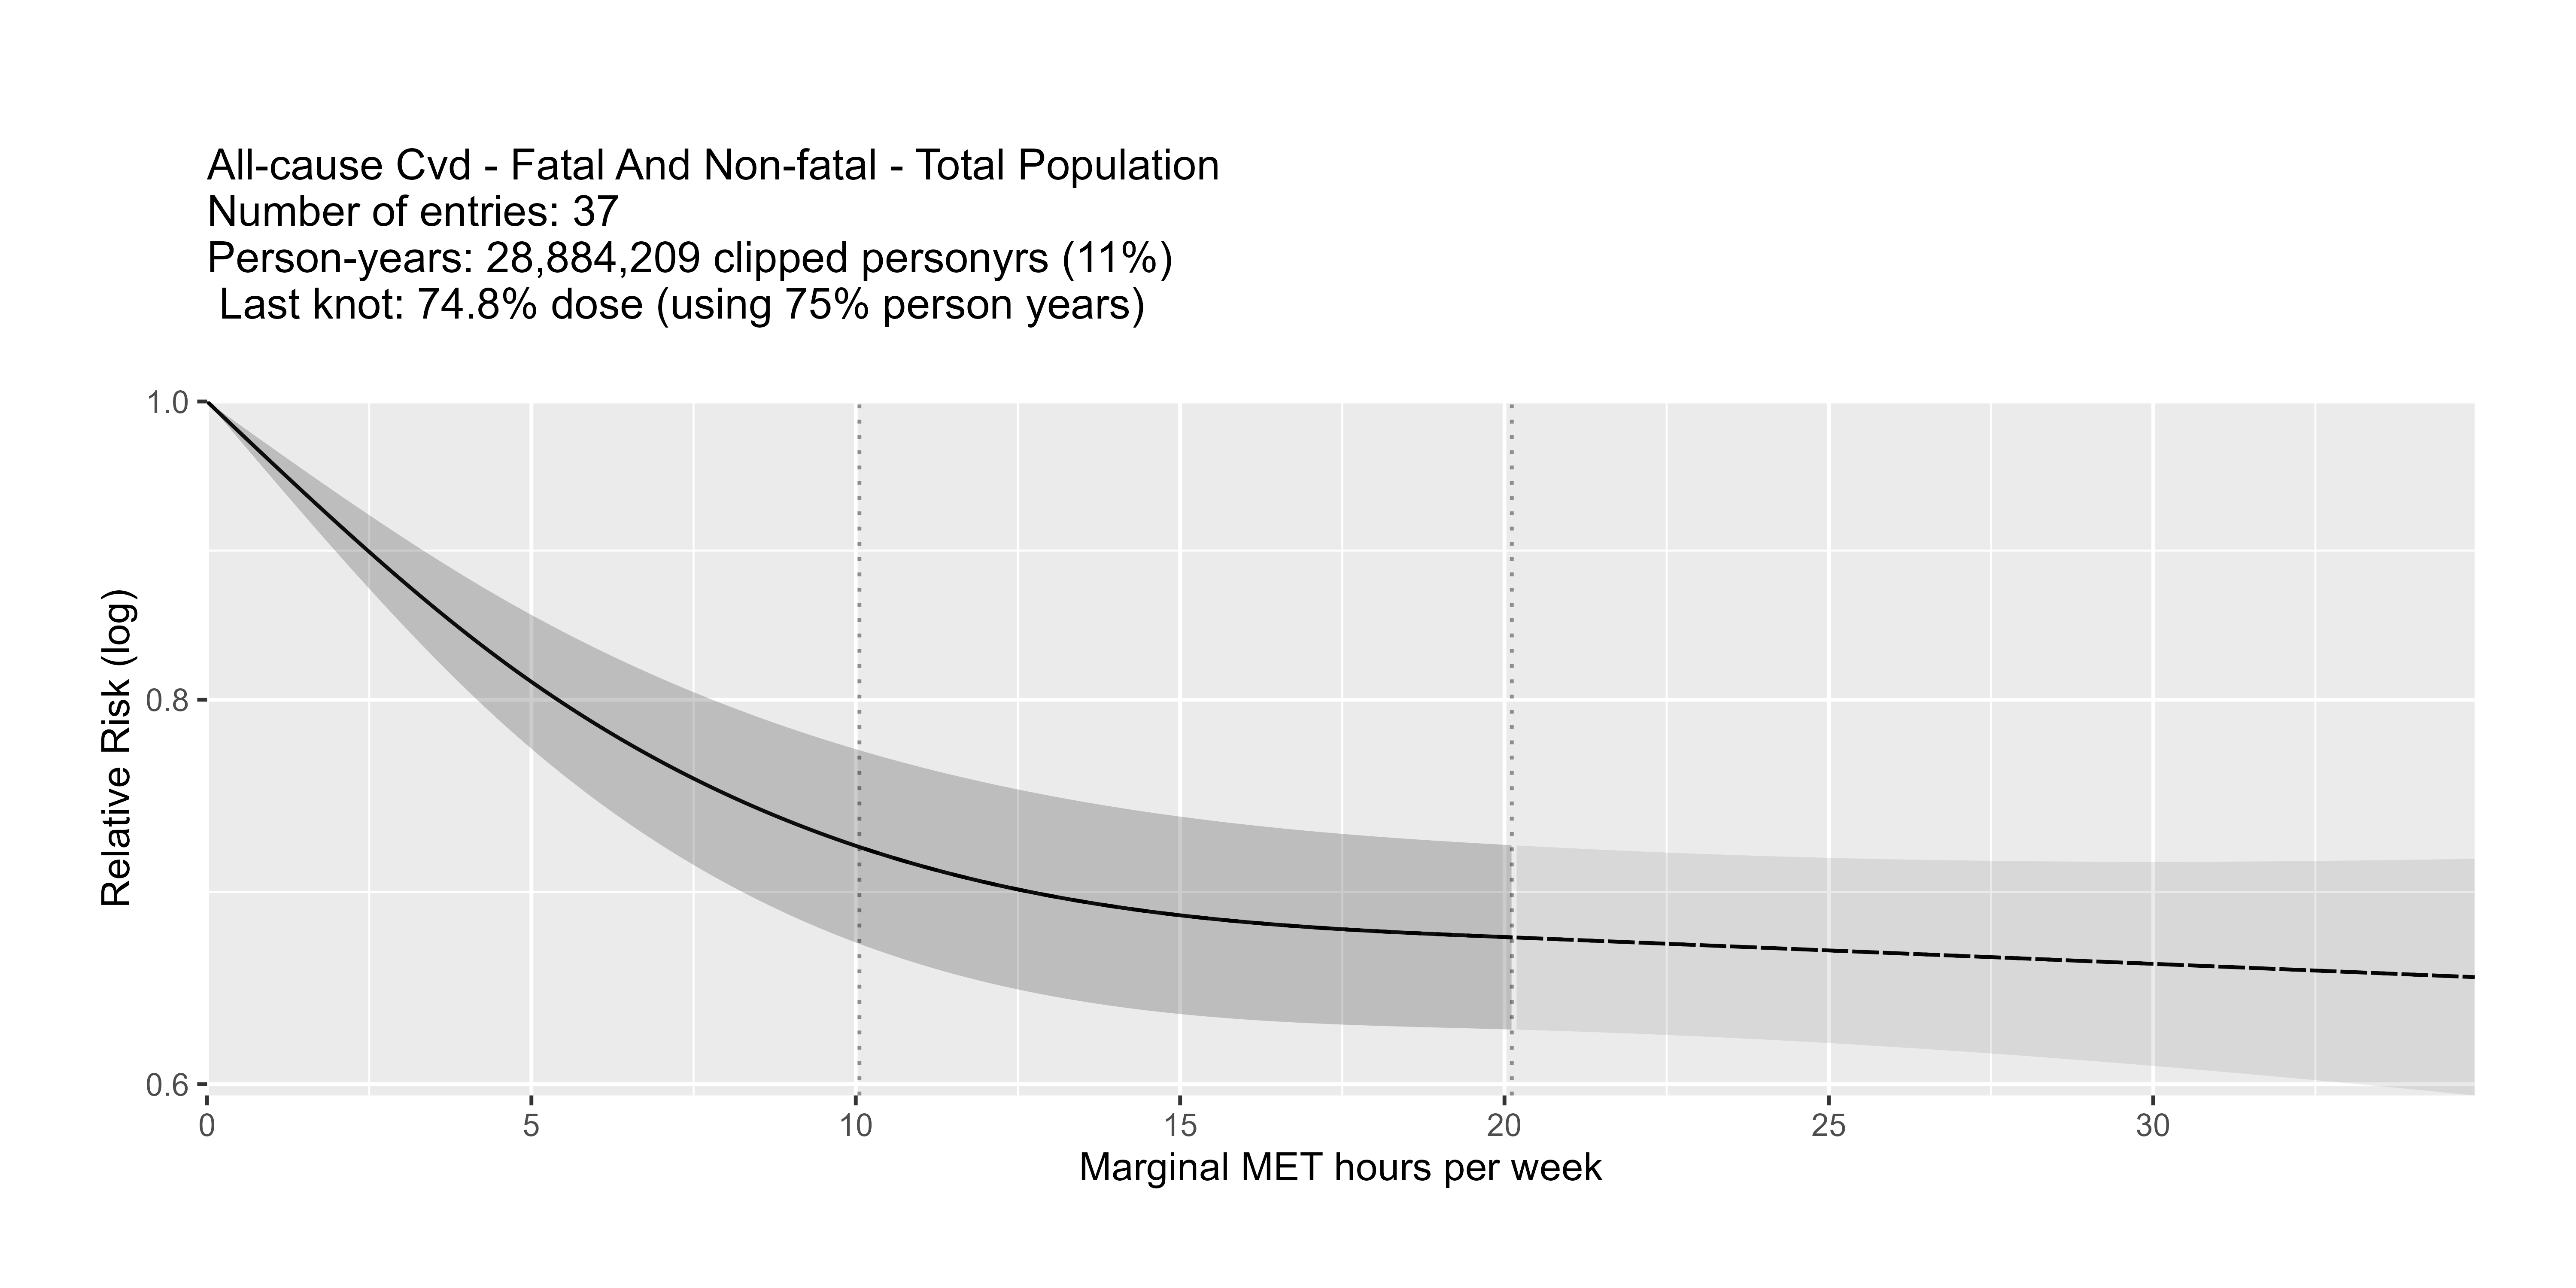 All-cause Cvd - Fatal And Non-fatal - Total Population
Number of entries: 37
Person-years: 28,884,209 clipped personyrs (11%)
Last knot: 74.8% dose (using 75% person years)
1.0
0.8
0.6
Relative Risk (log)
0 5 10 15 20 25 30
Marginal MET hours per week